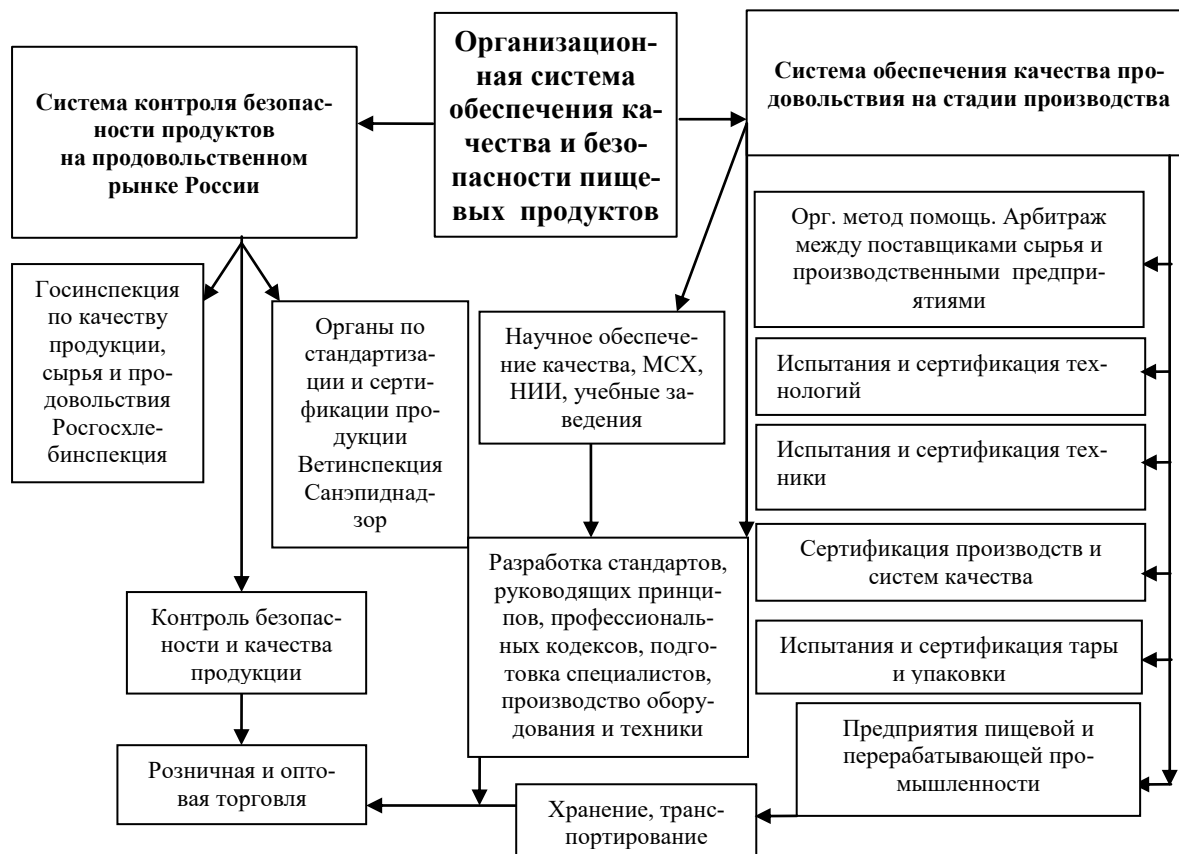 Организацион-
ная система
обеспечения ка-
чества и безо-
пасности пище-
вых продуктов
Система контроля безопас-
ности продуктов
на продовольственном
рынке России
Система обеспечения качества про-
довольствия на стадии производства
Госинспекция
по качеству
продукции,
сырья и про-
довольствия
Росгосхле-
бинспекция
Органы по
стандартиза-
ции и серти-
фикации про-
дукции
Ветинспекция
Санэпиднад-
зор
Научное обеспече-
ние качества, МСХ,
НИИ, учебные за-
ведения
Орг. метод помощь. Арбитраж
между поставщиками сырья и
производственными предпри-
ятиями
Испытания и сертификация тех-
нологий
Испытания и сертификация тех-
ники
Сертификация производств и
систем качества
Испытания и сертификация тары
и упаковки
Предприятия пищевой и
перерабатывающей про-
мышленности
Разработка стандартов,
руководящих принци-
пов, профессиональ-
ных кодексов, подго-
товка специалистов,
производство обору-
дования и техники
Контроль безопас-
ности и качества
продукции
Розничная и опто-
вая торговля
Хранение, транс-
портирование